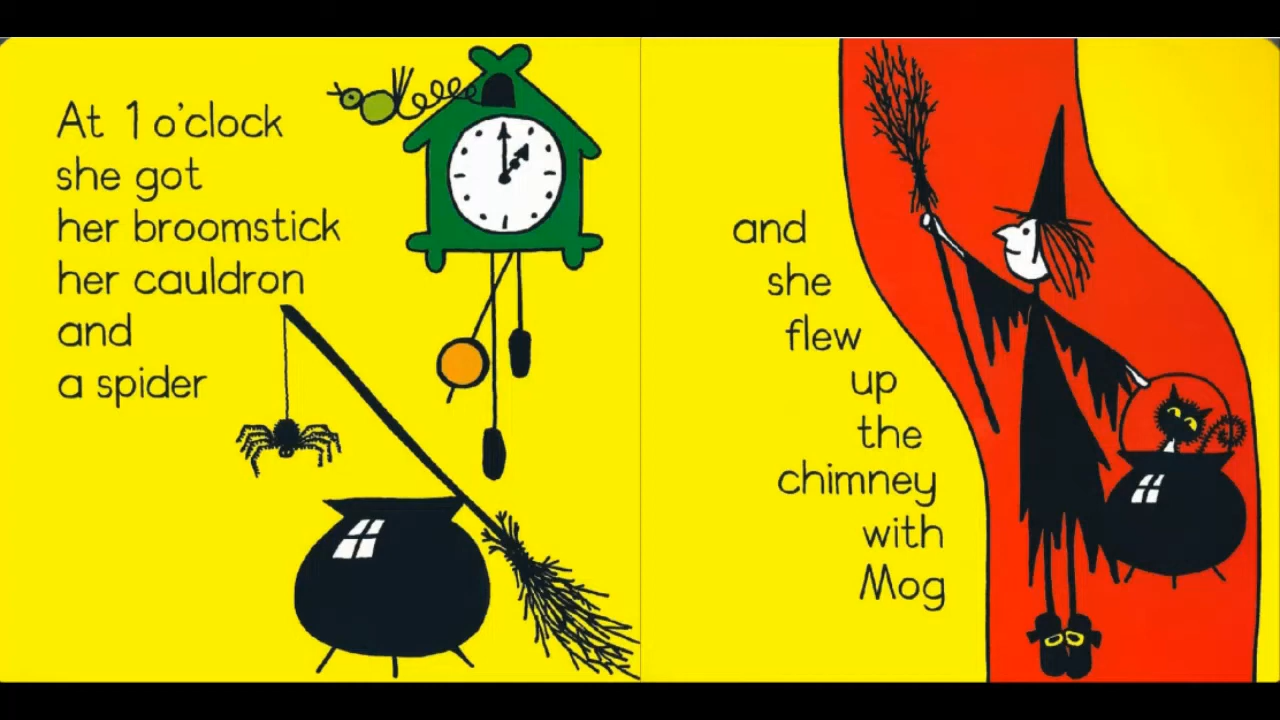 At 1 o'clock
she got
her broomstick
her cauldron
and
a spider
and
she
flew
up
the
chimney
with
Mog